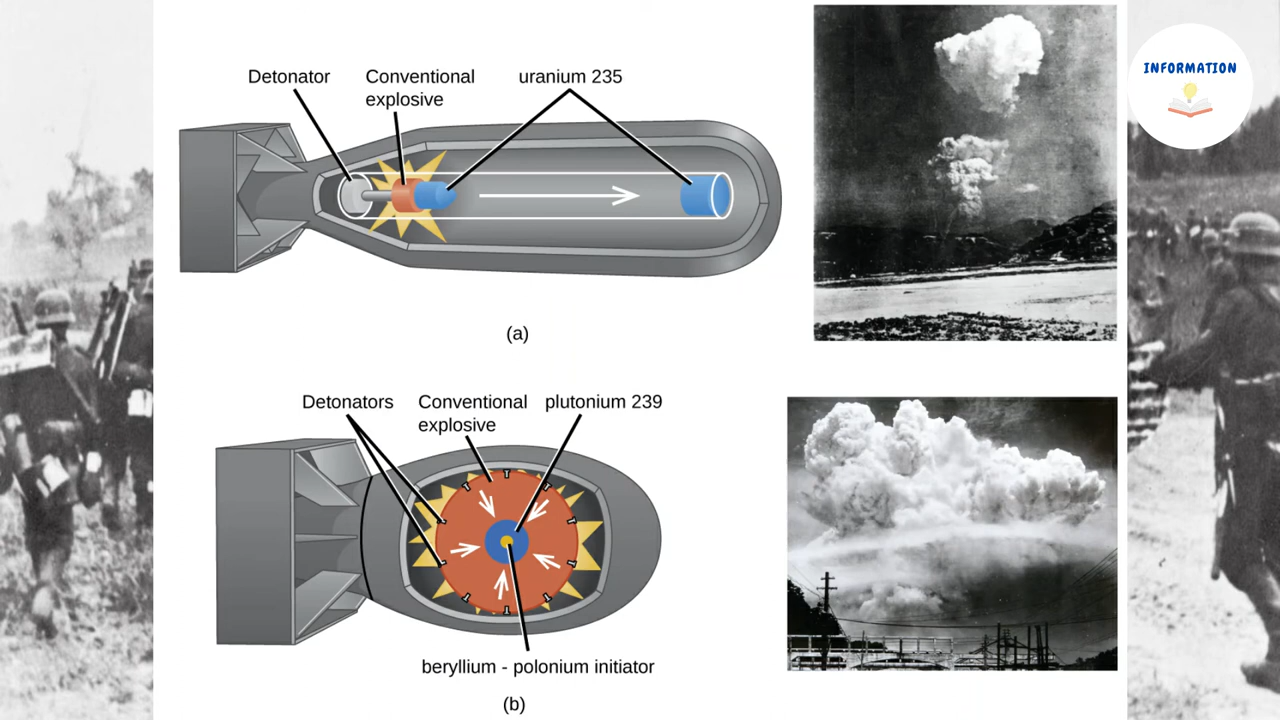 Detonator
Conventional
explosive
uranium 235
INFORMATION
(a)
Detonators
Conventional
explosive
plutonium 239
beryllium - polonium initiator
(b)